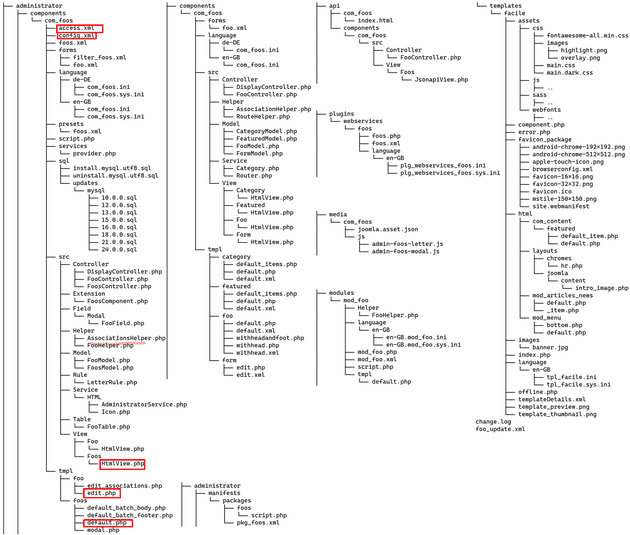 administrator
components
com_foos
access.xml
config.xml
foos.xml
forms
filter_foos.xml
foo.xml
language
de-DE
com_foos.ini
com_foos.sys.ini
en-GB
com_foos.ini
com_foos.sys.ini
presets
foos.xml
script.php
services
provider.php
sql
install.mysql.utf8.sql
uninstall.mysql.utf8.sql
updates
mysql
10.0.0.sql
12.0.0.sql
13.0.0.sql
15.0.0.sql
16.0.0.sql
18.0.0.sql
21.0.0.sql
24.0.0.sql
src
Controller
DisplayController.php
FooController.php
FoosController.php
Extension
FoosComponent.php
Field
Modal
FooField.php
Helper
AssociationsHelper.php
FooHelper.php
Model
FooModel.php
FoosModel.php
Rule
LetterRule.php
Service
HTML
AdministratorService.php
Icon.php
Table
FooTable.php
View
Foo
HtmlView.php
Foos
HtmlView.php
tmpl
foo
edit_associations.php
edit.php
foos
default_batch_body.php
default_batch_footer.php
default.php
modal.php
components
com_foos
forms
foo.xml
language
de-DE
com_foos.ini
en-GB
com_foos.ini
src
Controller
DisplayController.php
FooController.php
Helper
AssociationHelper.php
RouteHelper.php
Model
CategoryModel.php
FeaturedModel.php
FooModel.php
FormModel.php
Service
Category.php
Router.php
View
Category
HtmlView.php
Featured
HtmlView.php
Foo
HtmlView.php
Form
HtmlView.php
tmpl
category
default_items.php
default.php
default.xml
featured
default_items.php
default.php
default.xml
foo
default.php
default.xml
withheadandfoot.php
withhead.php
withhead.xml
form
edit.php
edit.xml
administrator
manifests
packages
foos
script.php
pkg_foos.xml
api
com_foos
index.html
components
com_foos
src
Controller
FooController.php
View
Foos
JsonapiView.php
plugins
webservices
foos
foos.php
foos.xml
language
en-GB
plg_webservices_foos.ini
plg_webservices_foos.sys.ini
media
com_foos
joomla.asset.json
js
admin-foos-letter.js
admin-foos-modal.js
modules
mod_foo
Helper
FooHelper.php
language
en-GB
en-GB.mod_foo.ini
en-GB.mod_foo.sys.ini
mod_foo.php
mod_foo.xml
script.php
tmpl
default.php
templates
facile
assets
css
fontawesome-all.min.css
images
highlight.png
overlay.png
main.css
main.dark.css
js
..
sass
..
webfonts
..
component.php
error.php
favicon_package
android-chrome-192×192.png
android-chrome-512×512.png
apple-touch-icon.png
browserconfig.xml
favicon-16×16.png
favicon-32×32.png
favicon.ico
mstile-150×150.png
site.webmanifest
html
com_content
featured
default_item.php
default.php
layouts
chromes
hr.php
joomla
content
intro_image.php
mod_articles_news
default.php
_item.php
mod_menu
bottom.php
default.php
images
banner.jpg
index.php
language
en-GB
tpl_facile.ini
tpl_facile.sys.ini
offline.php
templateDetails.xml
template_preview.png
template_thumbnail.png
change.log
foo_update.xml